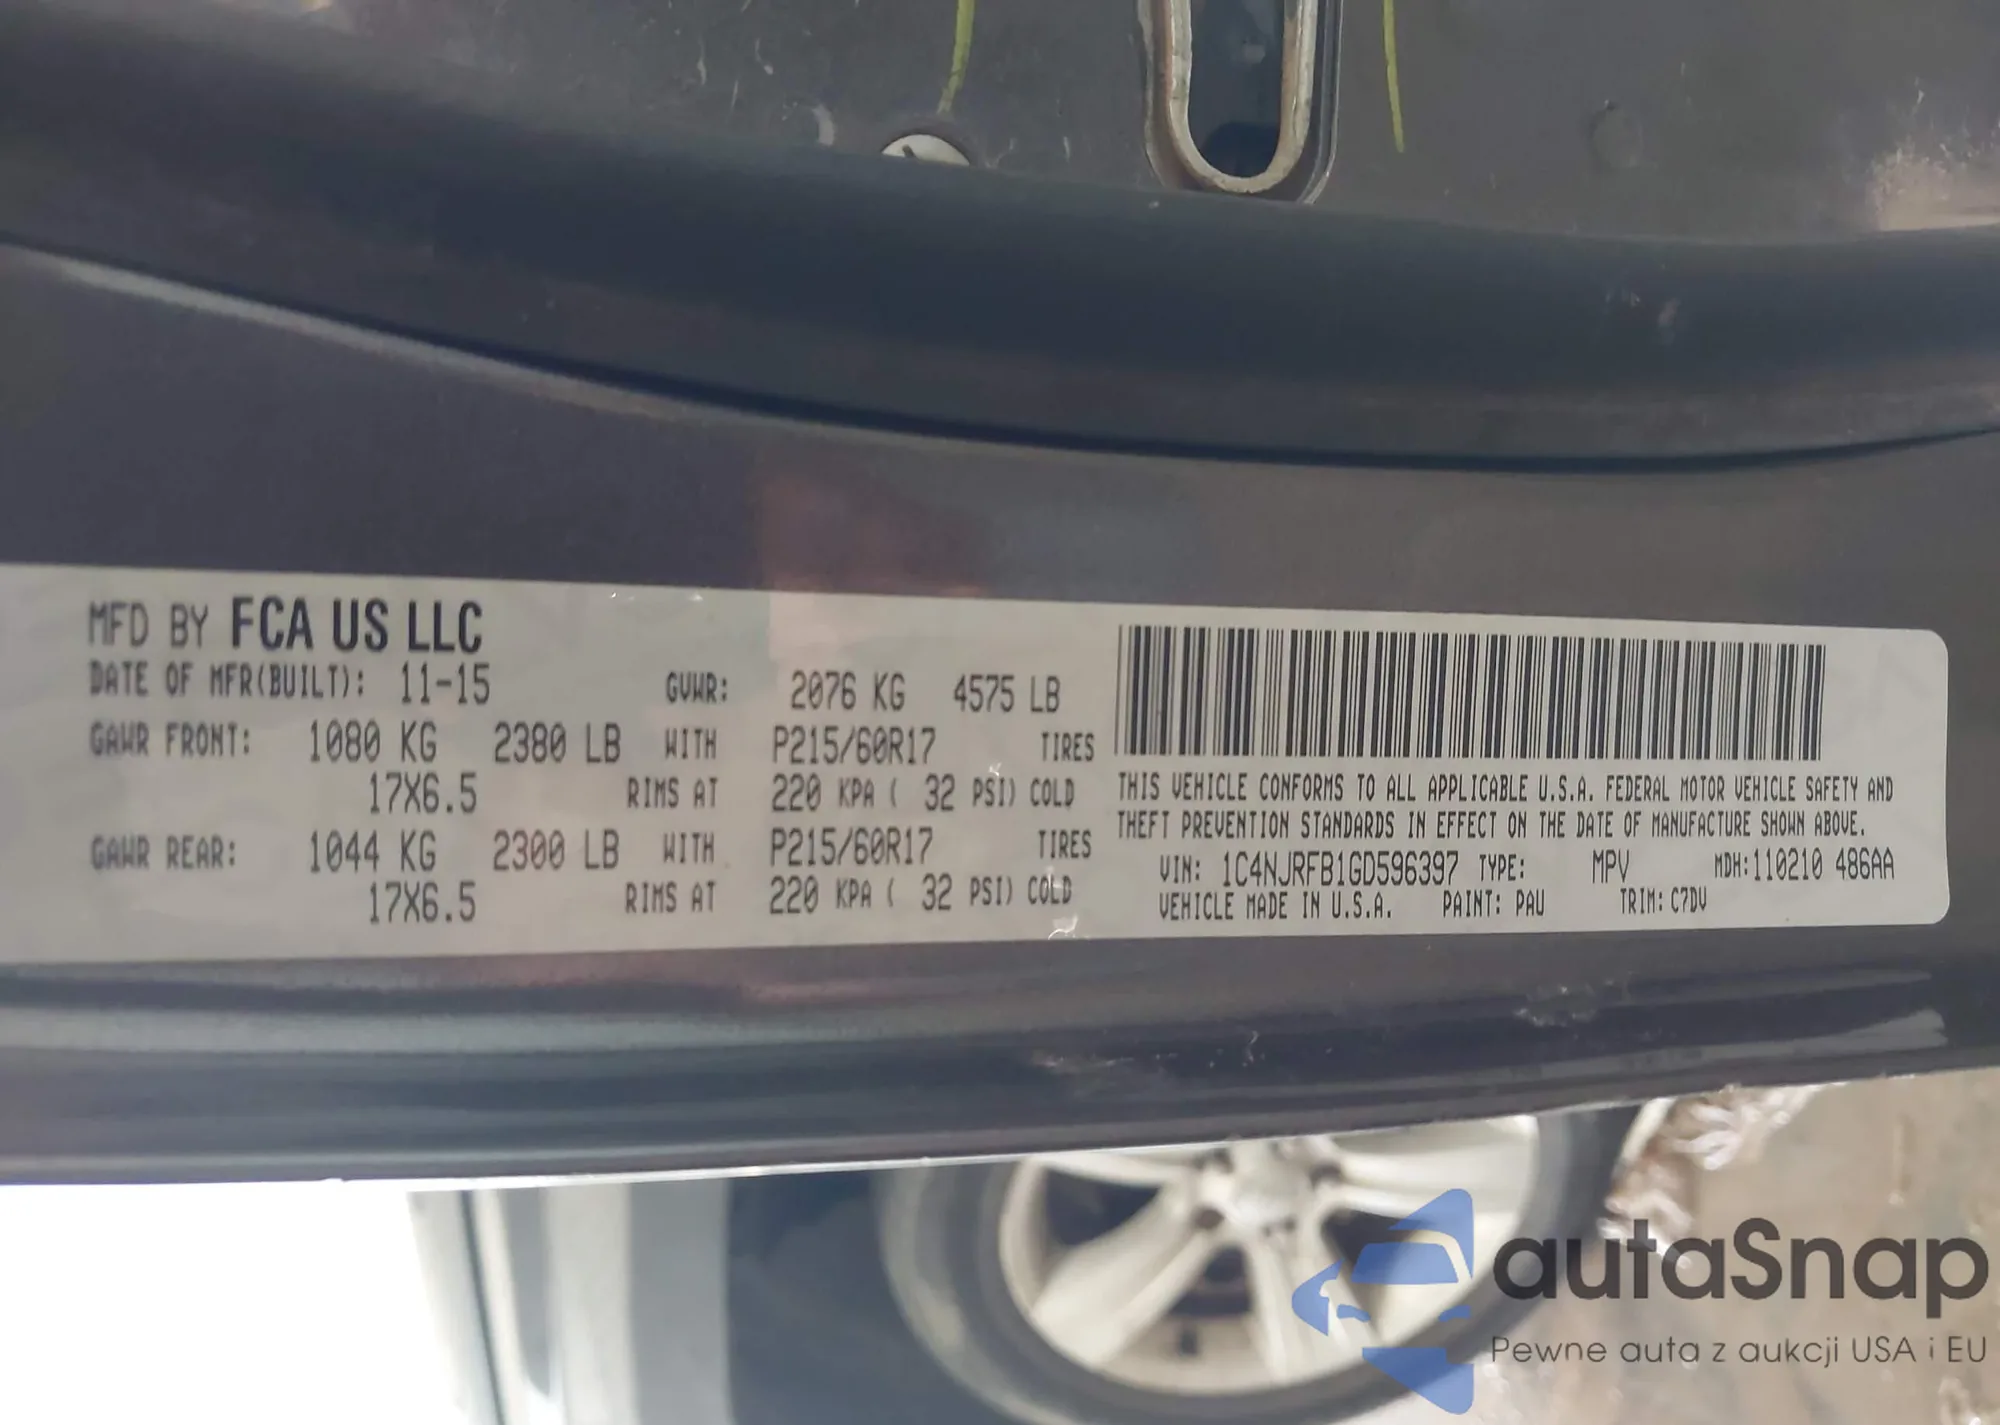 MFD BY FCA US LLC
DATE OF MFR(BUILT): 11-15 GVWR: 2076 KG 4575 LB
GAWR FRONT: 1080 KG 2380 LB WITH P215/60R17 TIRES
17X6.5 RIMS AT 220 KPA ( 32 PSI) COLD
GAWR REAR: 1044 KG 2300 LB WITH P215/60R17 TIRES
17X6.5 RIMS AT 220 KPA ( 32 PSI) COLD
THIS VEHICLE CONFORMS TO ALL APPLICABLE U.S.A. FEDERAL MOTOR VEHICLE SAFETY AND
THEFT PREVENTION STANDARDS IN EFFECT ON THE DATE OF MANUFACTURE SHOWN ABOVE.
VIN: 1C4NJRFB1GD596397 TYPE: MPV MDH:110210 486AA
VEHICLE MADE IN U.S.A. PAINT: PAU TRIM: C7DV
autaSnap
Pewne auta z aukcji USA i EU